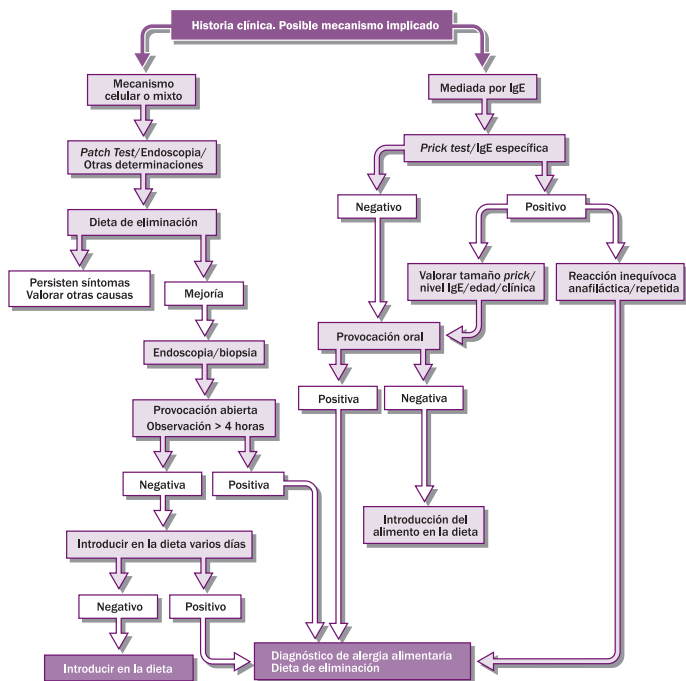 Historia clínica. Posible mecanismo implicado
Mecanismo
celular o mixto
Mediada por IgE
Patch Test/Endoscopia/
Otras determinaciones
Prick test/IgE específica
Dieta de eliminación
Negativo
Positivo
Persisten síntomas
Valorar otras causas
Mejoría
Valorar tamaño prick/
nivel IgE/edad/clínica
Reacción inequívoca
anafiláctica/repetida
Endoscopia/biopsia
Provocación oral
Provocación abierta
Observación > 4 horas
Positiva
Negativa
Negativa
Positiva
Introducir en la dieta varios días
Introducción del
alimento en la dieta
Negativo
Positivo
Introducir en la dieta
Diagnóstico de alergia alimentaria
Dieta de eliminación